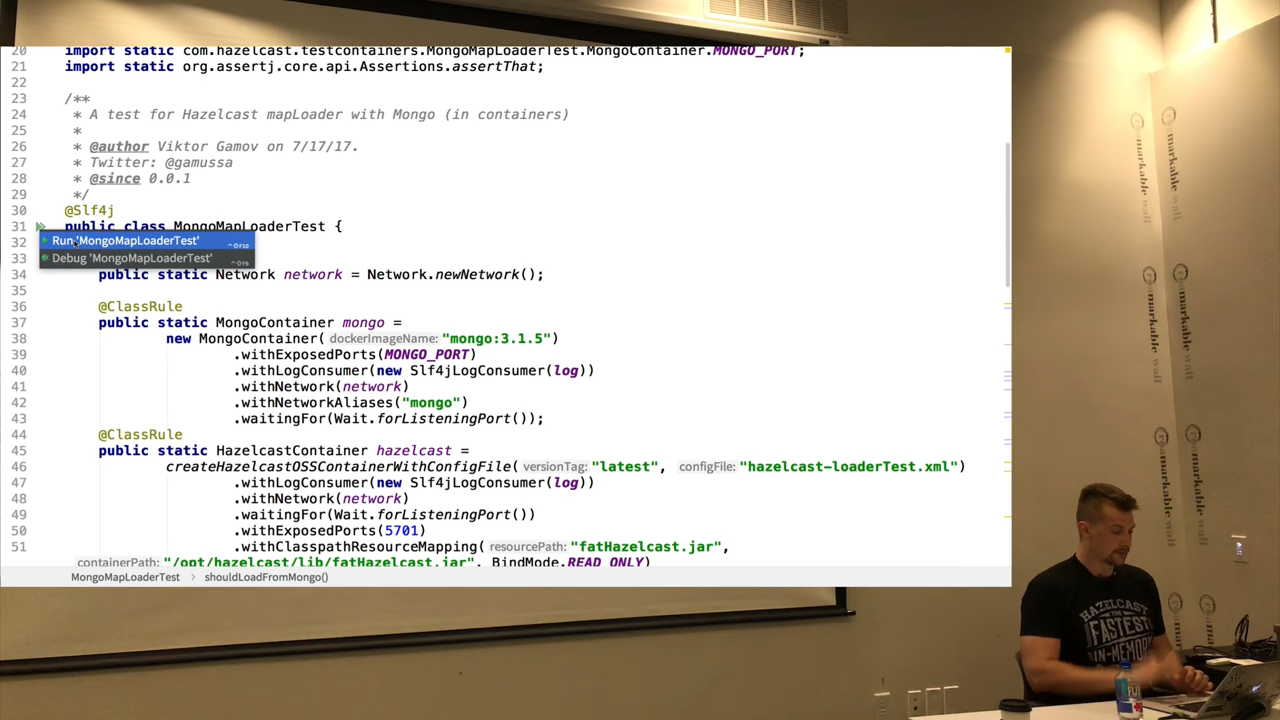 20 import static com.hazelcast.testcontainers.MongoMapLoaderTest.MongoContainer.MONGO_PORT;
21 import static org.assertj.core.api.Assertions.assertThat;
22
23 /**
24 * A test for Hazelcast mapLoader with Mongo (in containers)
25 *
26 * @author Viktor Gamov on 7/17/17.
27 * Twitter: @gamussa
28 * @since 0.0.1
29 */
30 @Slf4j
31 public class MongoMapLoaderTest {
32 Run 'MongoMapLoaderTest' ⌃⇧F10
33 Debug 'MongoMapLoaderTest' ⌃⇧F9
34 public static Network network = Network.newNetwork();
35
36 @ClassRule
37 public static MongoContainer mongo =
38 new MongoContainer( dockerImageName: "mongo:3.1.5")
39 .withExposedPorts(MONGO_PORT)
40 .withLogConsumer(new Slf4jLogConsumer(log))
41 .withNetwork(network)
42 .withNetworkAliases("mongo")
43 .waitingFor(Wait.forListeningPort());
44 @ClassRule
45 public static HazelcastContainer hazelcast =
46 createHazelcastOSSContainerWithConfigFile( versionTag: "latest", configFile: "hazelcast-loaderTest.xml")
47 .withLogConsumer(new Slf4jLogConsumer(log))
48 .withNetwork(network)
49 .waitingFor(Wait.forListeningPort())
50 .withExposedPorts(5701)
51 .withClasspathResourceMapping( resourcePath: "fatHazelcast.jar",
containerPath: "/opt/hazelcast/lib/fatHazelcast.jar", BindMode.READ_ONLY)
MongoMapLoaderTest > shouldLoadFromMongo()
HAZELCAST
THE
FASTEST
IN-MEMORY